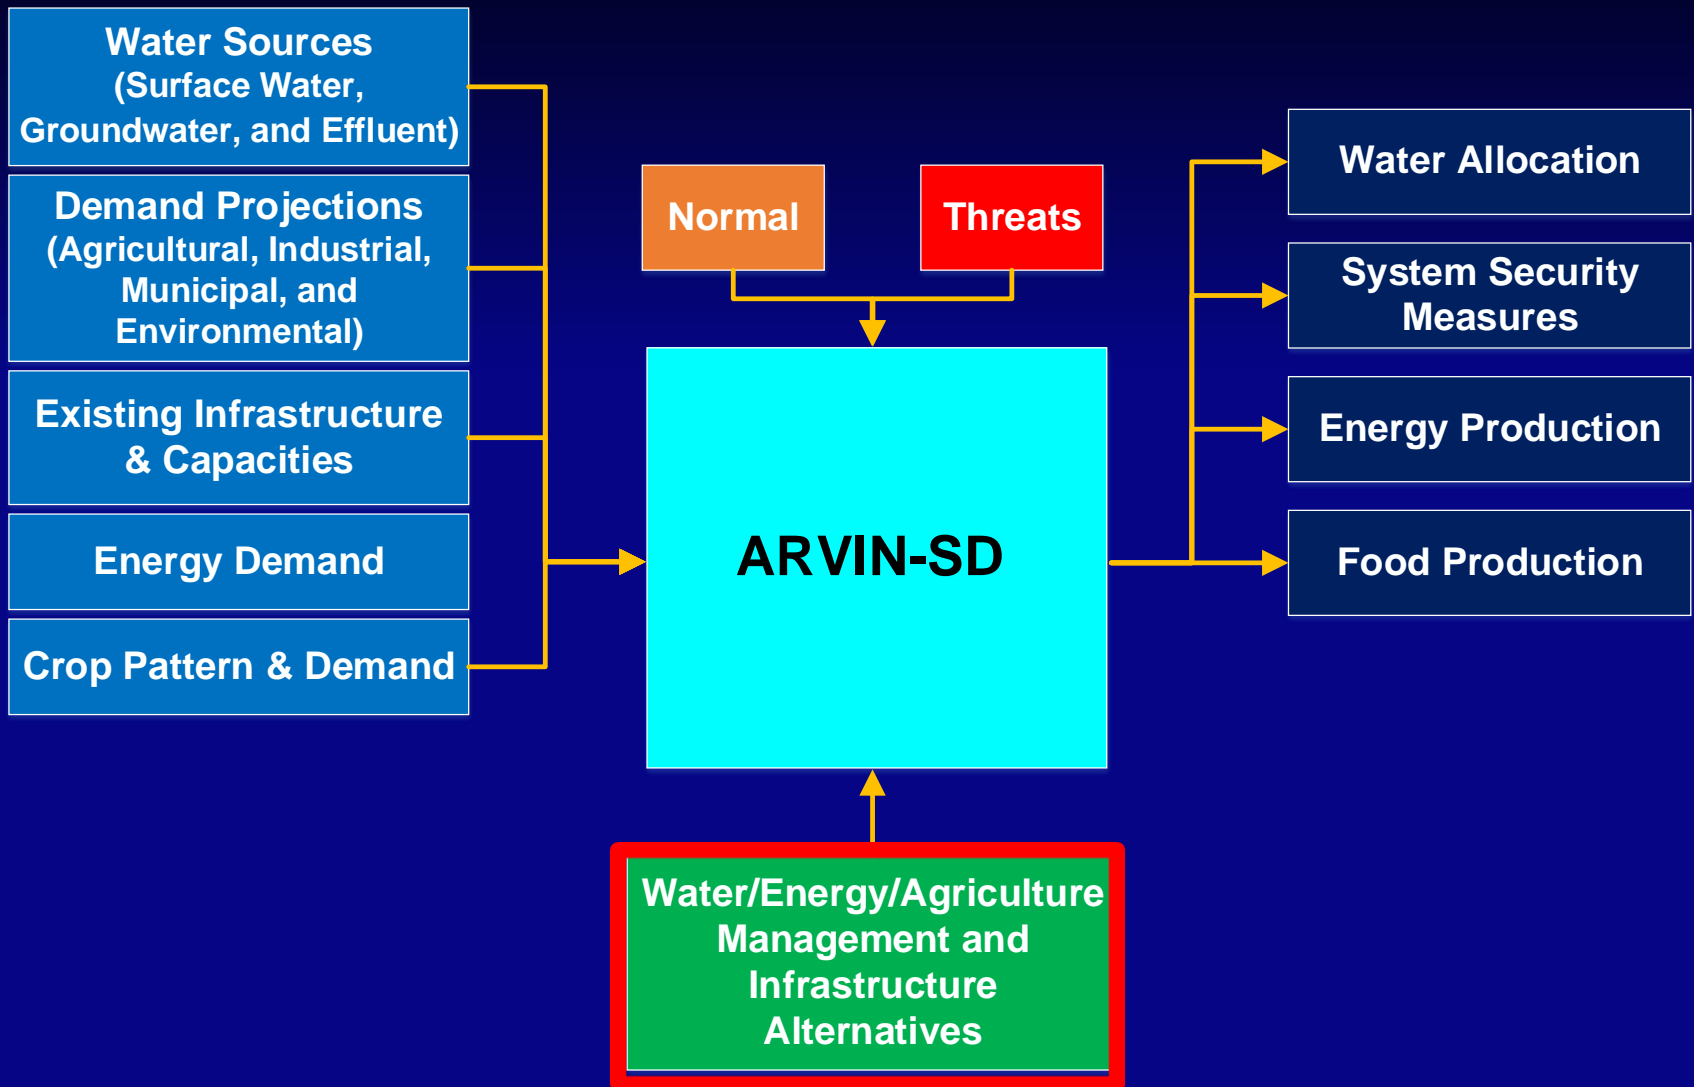 Water Sources
(Surface Water,
Groundwater, and Effluent)
Demand Projections
(Agricultural, Industrial,
Municipal, and
Environmental)
Existing Infrastructure
& Capacities
Energy Demand
Crop Pattern & Demand
Normal
Threats
ARVIN-SD
Water/Energy/Agriculture
Management and
Infrastructure
Alternatives
Water Allocation
System Security
Measures
Energy Production
Food Production